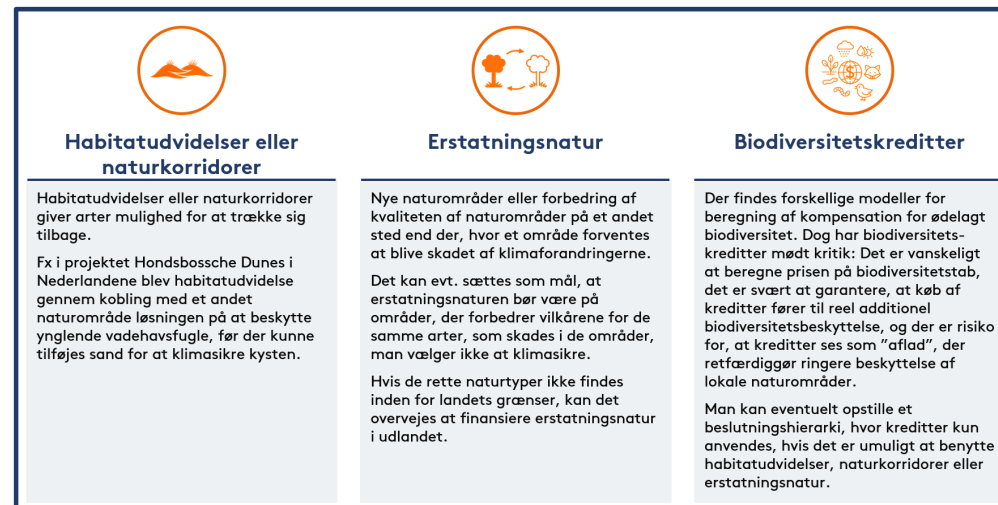 Habitatudvidelser eller
naturkorridorer
Habitatudvidelser eller naturkorridorer
giver arter mulighed for at trække sig
tilbage.
Fx i projektet Hondsbossche Dunes i
Nederlandene blev habitatudvidelse
gennem kobling med et andet
naturområde løsningen på at beskytte
ynglende vadehavsfugle, før der kunne
tilføjes sand for at klimasikre kysten.
Erstatningsnatur
Nye naturområder eller forbedring af
kvaliteten af naturområder på et andet
sted end der, hvor et område forventes
at blive skadet af klimaforandringerne.
Det kan evt. sættes som mål, at
erstatningsnaturen bør være på
områder, der forbedrer vilkårene for de
samme arter, som skades i de områder,
man vælger ikke at klimasikre.
Hvis de rette naturtyper ikke findes
inden for landets grænser, kan det
overvejes at finansiere erstatningsnatur
i udlandet.
Biodiversitetskreditter
Der findes forskellige modeller for
beregning af kompensation for ødelagt
biodiversitet. Dog har biodiversitets-
kreditter mødt kritik: Det er vanskeligt
at beregne prisen på biodiversitetstab,
det er svært at garantere, at køb af
kreditter fører til reel additionel
biodiversitetsbeskyttelse, og der er risiko
for, at kreditter ses som ”aflad”, der
retfærdiggør ringere beskyttelse af
lokale naturområder.
Man kan eventuelt opstille et
beslutningshierarki, hvor kreditter kun
anvendes, hvis det er umuligt at benytte
habitatudvidelser, naturkorridorer eller
erstatningsnatur.